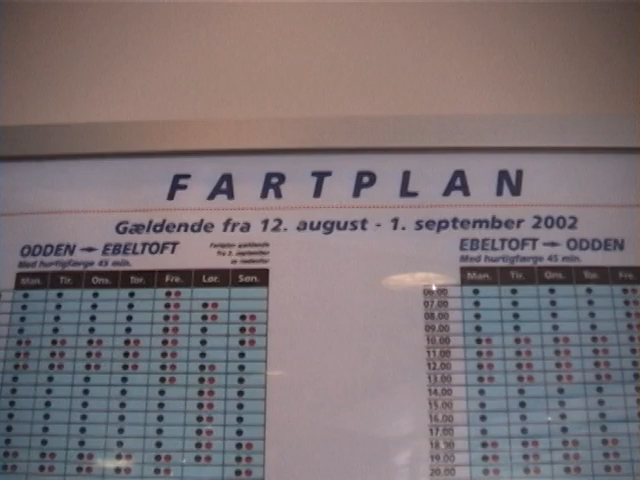 FARTPLAN
Gældende fra 12. august - 1. september 2002
ODDEN EBELTOFT
Med hurtigfærge 45 min.
Man. Tir. Ons. Tor. Fre. Lør. Søn.
EBELTOFT ODDEN
Med hurtigfærge 45 min.
Man. Tir. Ons. Tor. Fre.
06.00
07.00
08.00
09.00
10.00
11.00
12.00
13.00
14.00
15.00
16.00
17.00
18.00
19.00
20.00